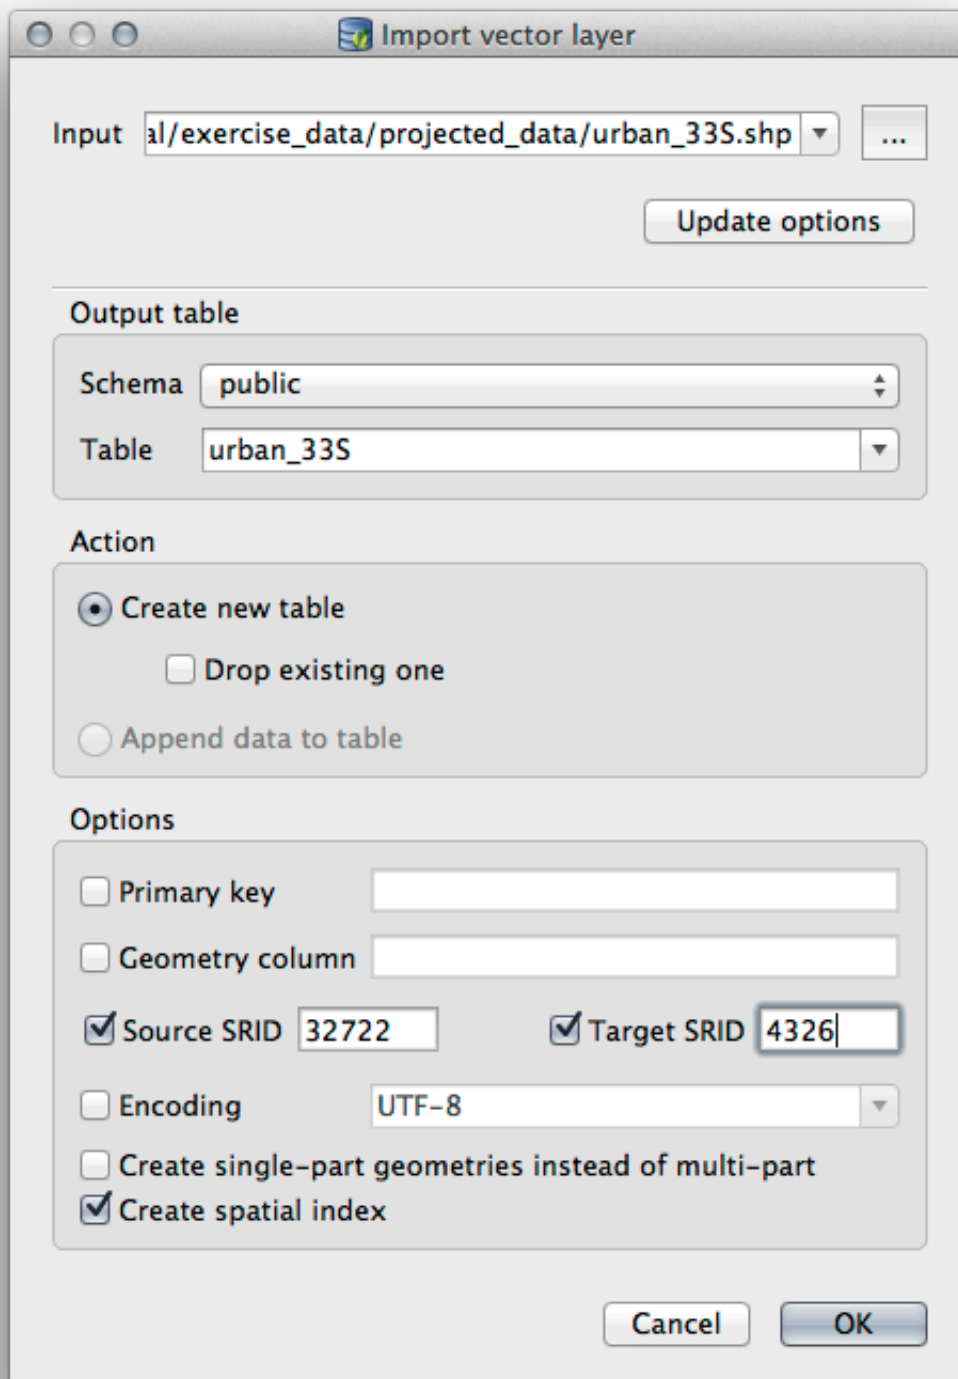 Import vector layer
Input al/exercise_data/projected_data/urban_33S.shp ...
Update options
Output table
Schema public
Table urban_33S
Action
Create new table
Drop existing one
Append data to table
Options
Primary key
Geometry column
Source SRID 32722 Target SRID 4326
Encoding UTF-8
Create single-part geometries instead of multi-part
Create spatial index
Cancel OK